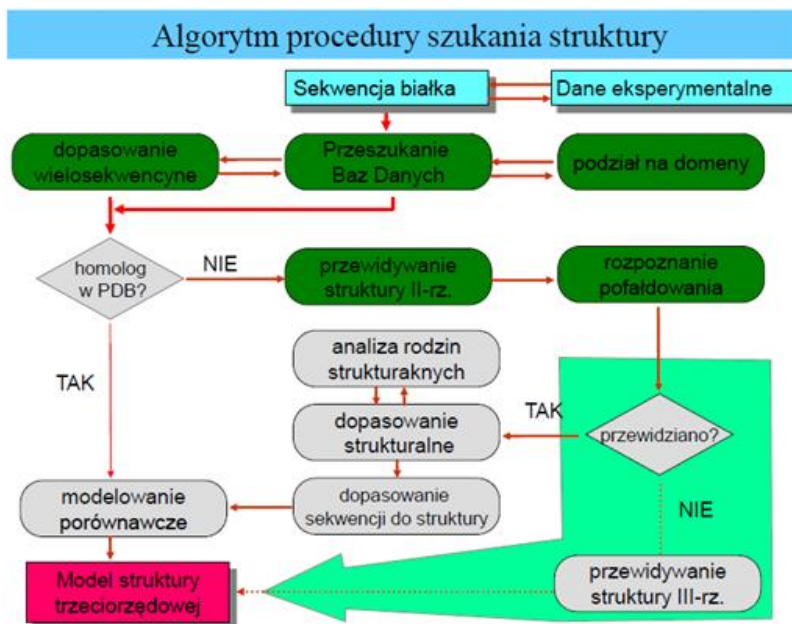 Algorytm procedury szukania struktury
Sekwencja białka
Dane eksperymentalne
dopasowanie
wielosekwencyne
Przeszukanie
Baz Danych
podział na domeny
homolog
w PDB?
NIE
przewidywanie
struktury II-rz.
rozpoznanie
pofałdowania
TAK
analiza rodzin
strukturaknych
dopasowanie
strukturalne
TAK
przewidziano?
dopasowanie
sekwencji do struktury
modelowanie
porównawcze
NIE
Model struktury
trzeciorzędowej
przewidywanie
struktury III-rz.